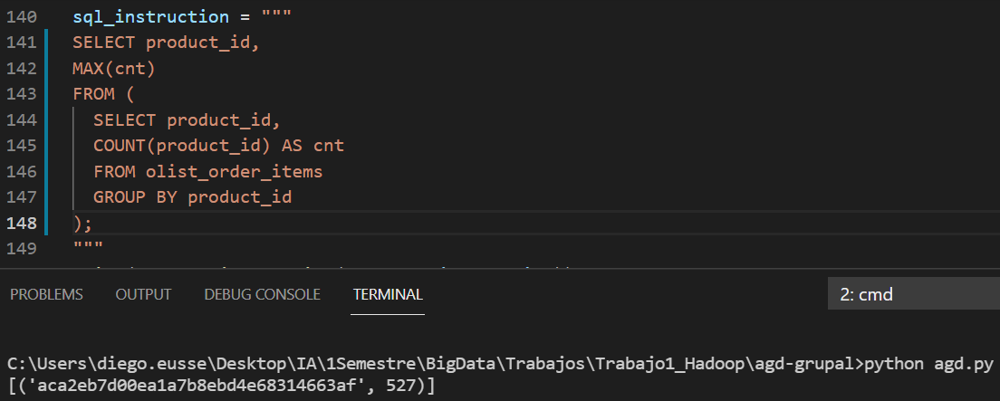 140 sql_instruction = """
141 SELECT product_id,
142 MAX(cnt)
143 FROM (
144 SELECT product_id,
145 COUNT(product_id) AS cnt
146 FROM olist_order_items
147 GROUP BY product_id
148 );
149 """
PROBLEMS OUTPUT DEBUG CONSOLE TERMINAL 2: cmd
C:\Users\diego.eusse\Desktop\IA\1Semestre\BigData\Trabajos\Trabajo1_Hadoop\agd-grupal>python agd.py
[('aca2eb7d00ea1a7b8ebd4e68314663af', 527)]